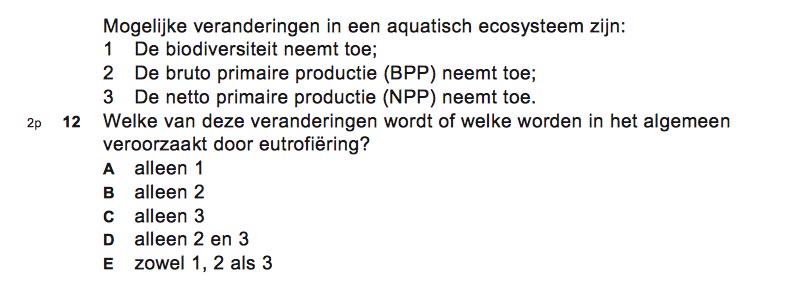 Mogelijke veranderingen in een aquatisch ecosysteem zijn:
1 De biodiversiteit neemt toe;
2 De bruto primaire productie (BPP) neemt toe;
3 De netto primaire productie (NPP) neemt toe.
2p 12 Welke van deze veranderingen wordt of welke worden in het algemeen
veroorzaakt door eutrofiëring?
A alleen 1
B alleen 2
C alleen 3
D alleen 2 en 3
E zowel 1, 2 als 3